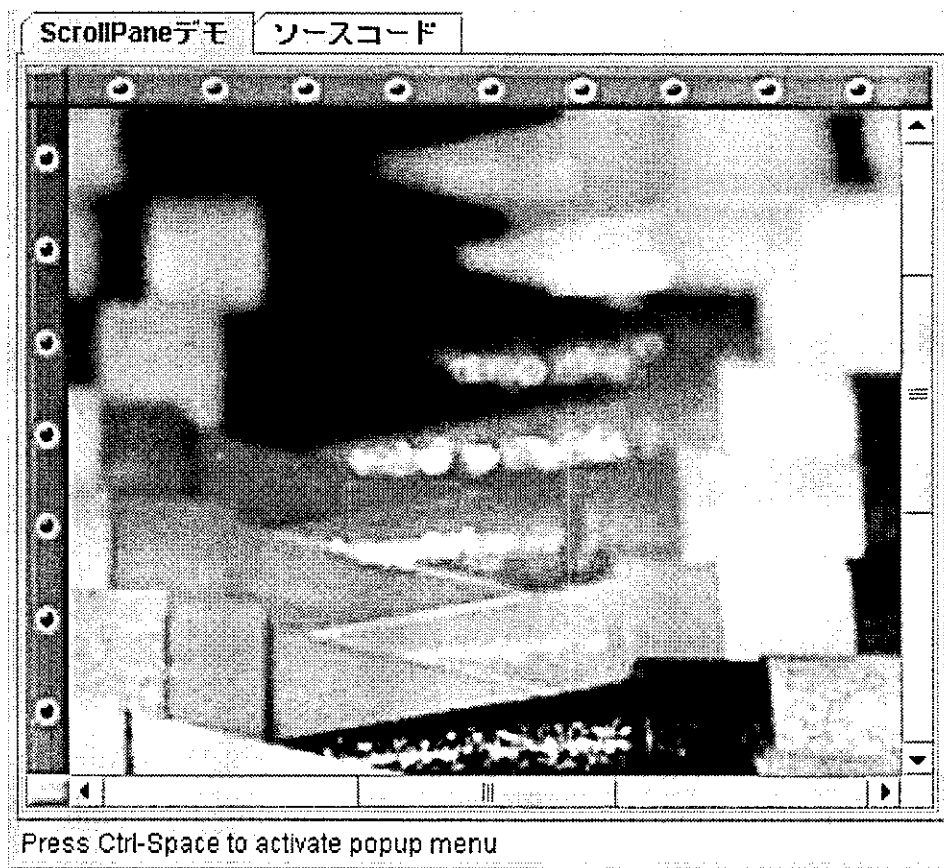 ScrollPaneデモ ソースコード
Press Ctrl-Space to activate popup menu